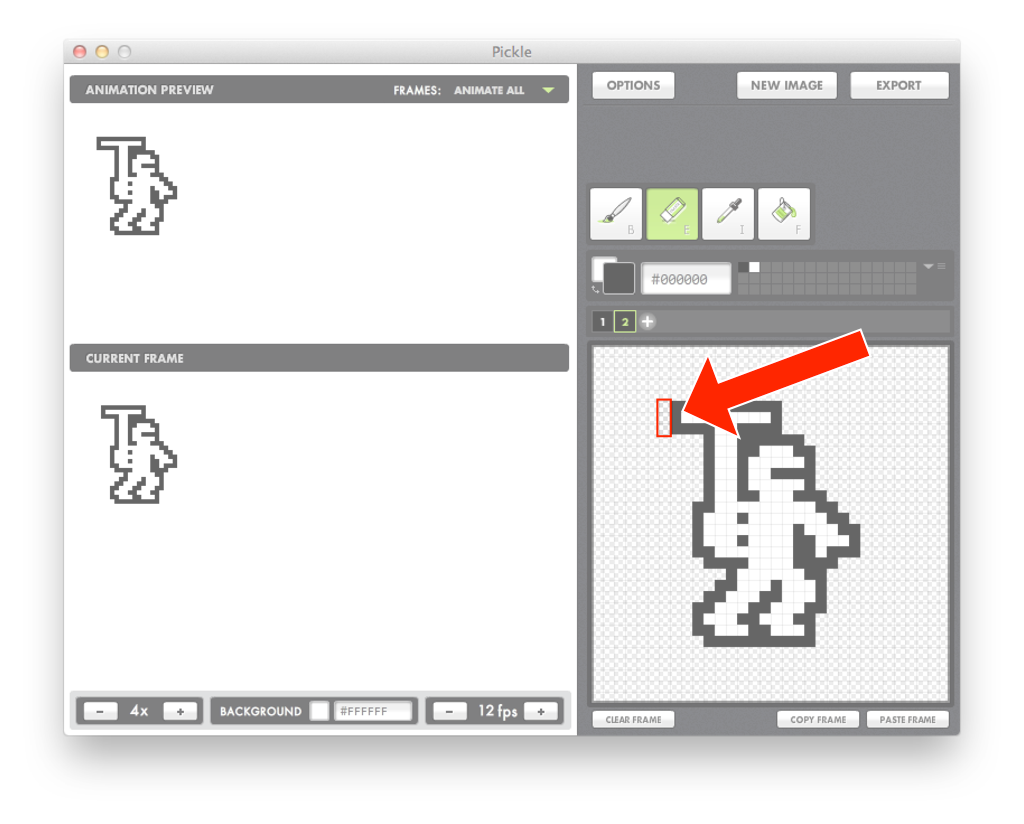 Pickle
ANIMATION PREVIEW
FRAMES: ANIMATE ALL
OPTIONS
NEW IMAGE
EXPORT
B
E
I
F
#000000
1 2 +
CURRENT FRAME
- 4x +
BACKGROUND #FFFFFF
- 12 fps +
CLEAR FRAME
COPY FRAME
PASTE FRAME